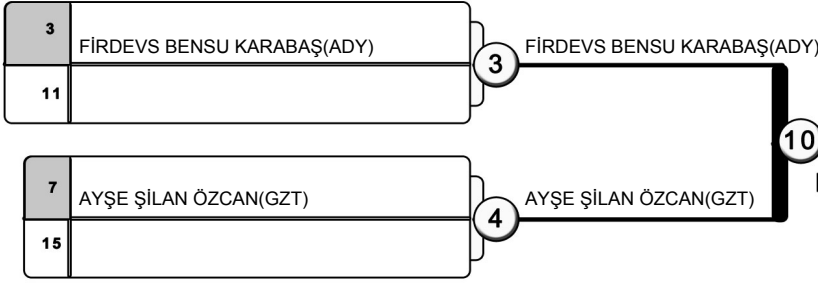 3
FİRDEVS BENSU KARABAŞ(ADY)
3
FİRDEVS BENSU KARABAŞ(ADY)
11
10
7
AYŞE ŞİLAN ÖZCAN(GZT)
4
AYŞE ŞİLAN ÖZCAN(GZT)
15